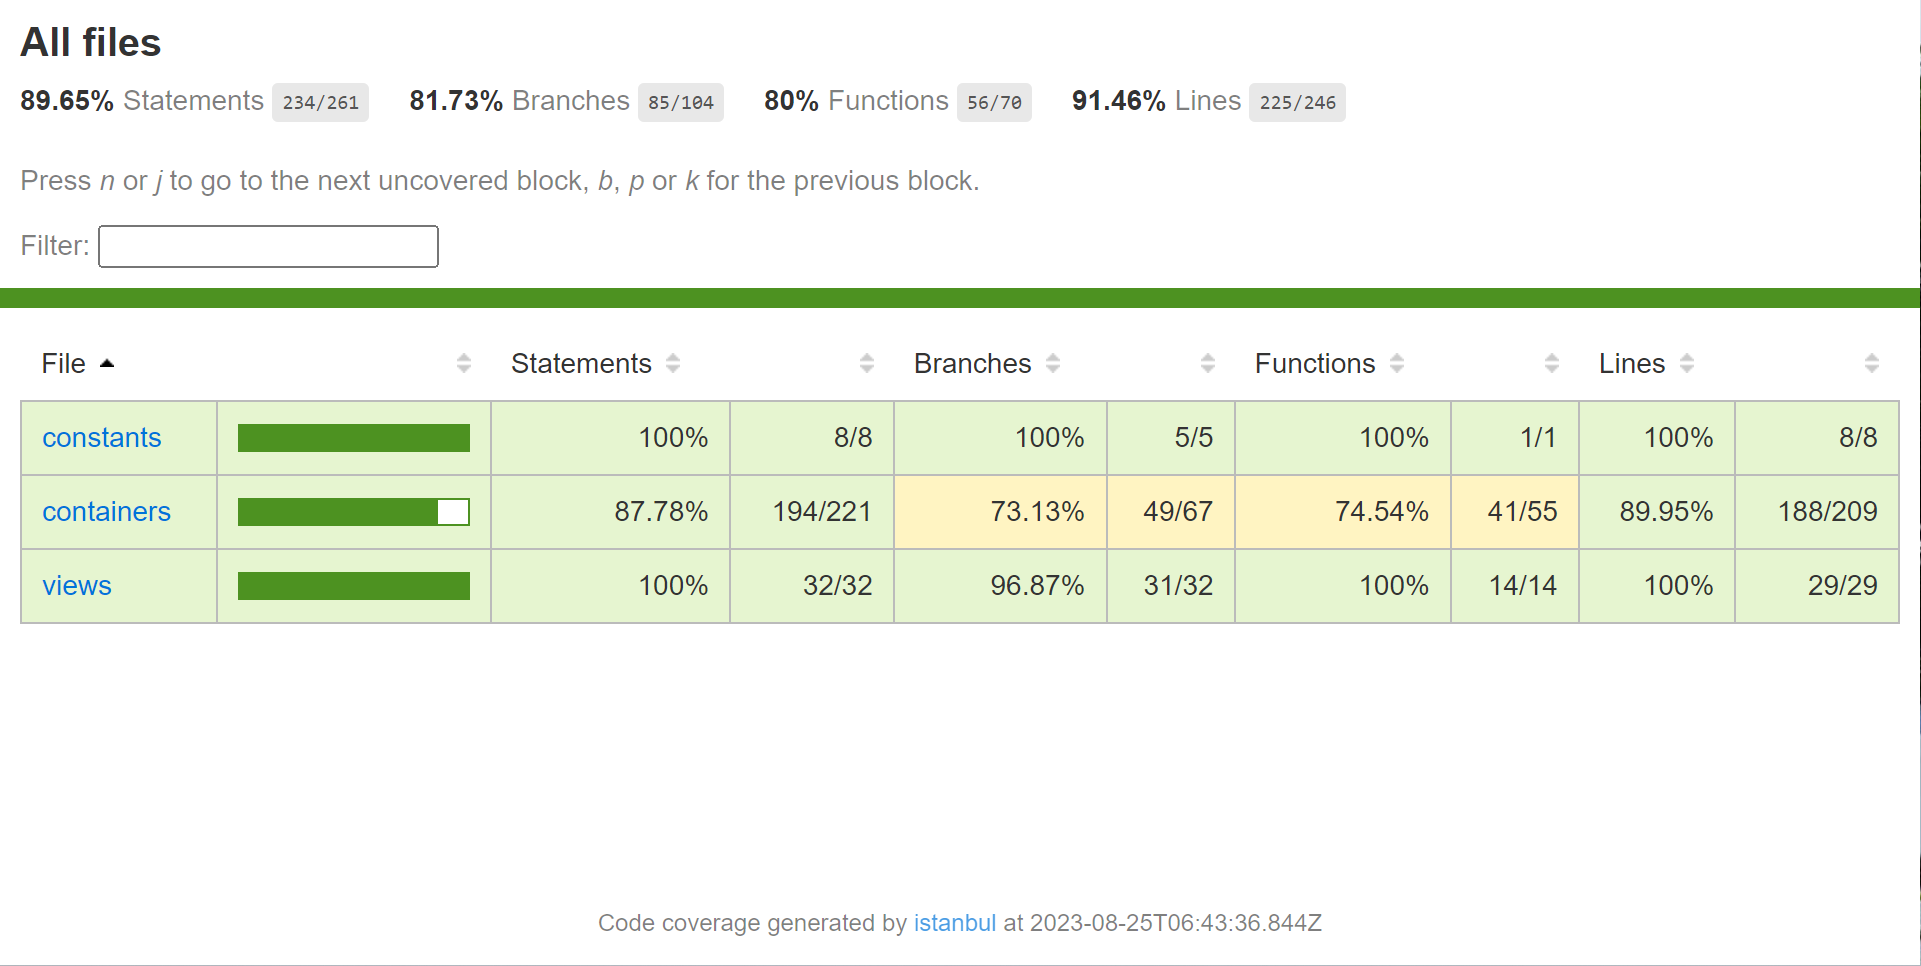 All files
89.65% Statements 234/261 81.73% Branches 85/104 80% Functions 56/70 91.46% Lines 225/246
Press n or j to go to the next uncovered block, b, p or k for the previous block.
Filter:
File Statements Branches Functions Lines
constants 100% 8/8 100% 5/5 100% 1/1 100% 8/8
containers 87.78% 194/221 73.13% 49/67 74.54% 41/55 89.95% 188/209
views 100% 32/32 96.87% 31/32 100% 14/14 100% 29/29
Code coverage generated by istanbul at 2023-08-25T06:43:36.844Z